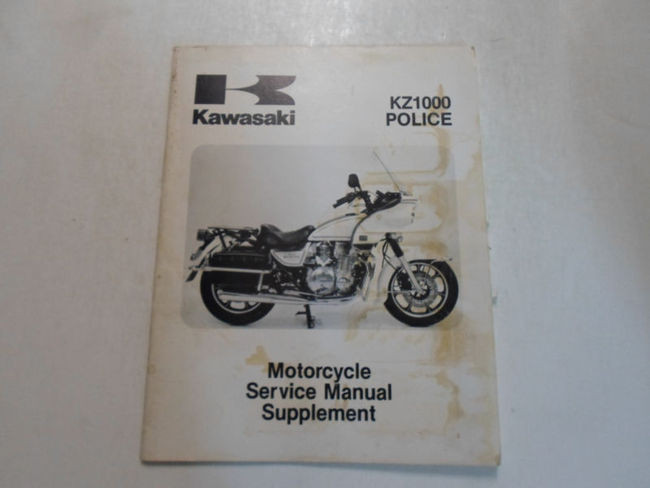 Kawasaki
KZ1000
POLICE
Motorcycle
Service Manual
Supplement